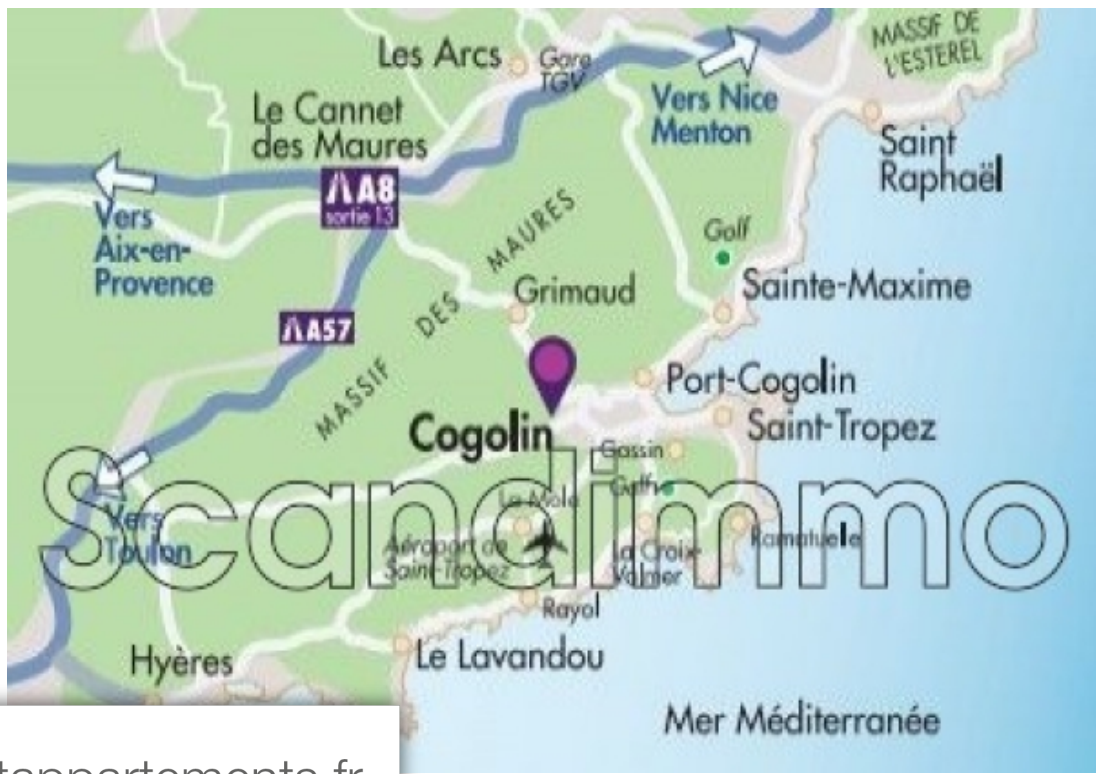 MASSIF DE
L'ESTEREL
Les Arcs
Gare
TGV
Vers Nice
Menton
Le Cannet
des Maures
Saint
Raphaël
A8
sortie 13
Vers
Aix-en-
Provence
MASSIF DES MAURES
Golf
Grimaud
Sainte-Maxime
A57
Port-Cogolin
Cogolin
Saint-Tropez
Gassin
Golf
Scandimmo
La Mole
Vers
Toulon
Aéroport de
Saint-Tropez
La Croix-
Valmer
Ramatuelle
Rayol
Hyères
Le Lavandou
Mer Méditerranée